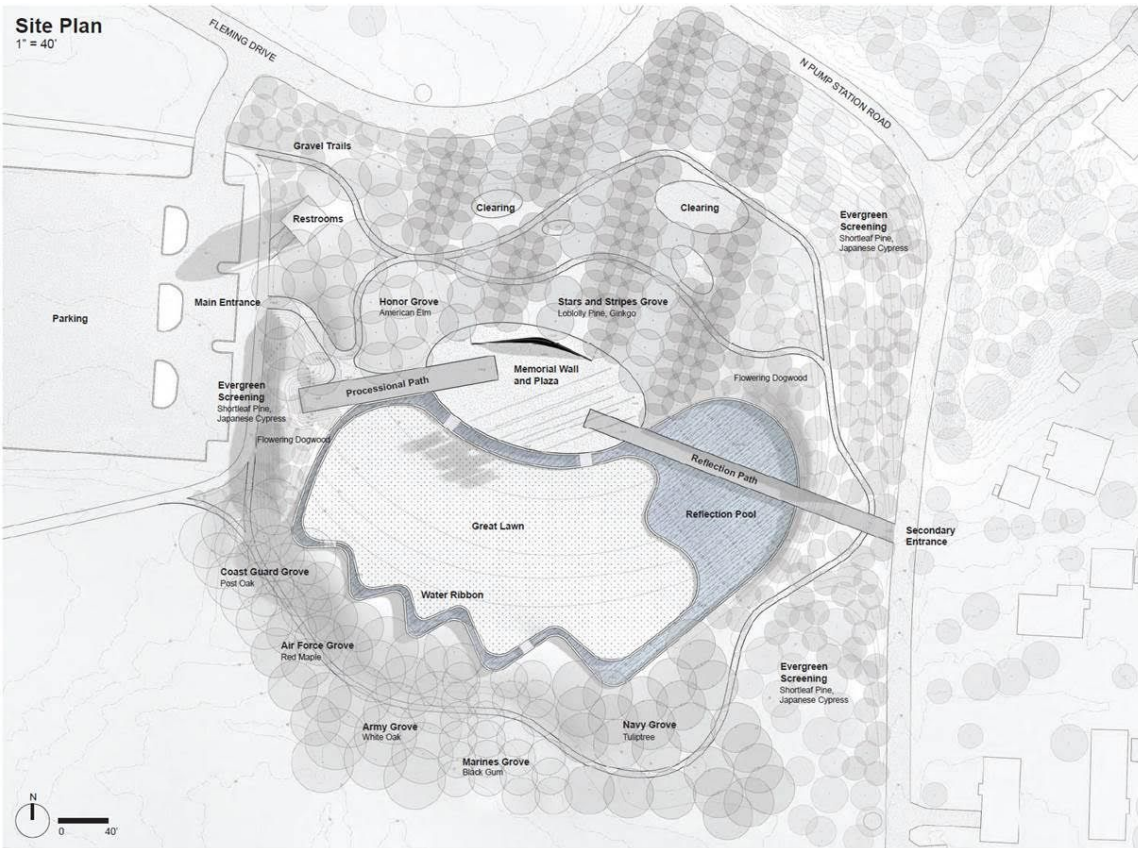 Site Plan
1" = 40'
FLEMING DRIVE
N PUMP STATION ROAD
Gravel Trails
Clearing
Clearing
Restrooms
Evergreen
Screening
Shortleaf Pine,
Japanese Cypress
Main Entrance
Honor Grove
American Elm
Stars and Stripes Grove
Loblolly Pine, Ginkgo
Parking
Memorial Wall
and Plaza
Processional Path
Flowering Dogwood
Evergreen
Screening
Shortleaf Pine,
Japanese Cypress
Flowering Dogwood
Reflection Path
Reflection Pool
Great Lawn
Secondary
Entrance
Coast Guard Grove
Post Oak
Water Ribbon
Air Force Grove
Red Maple
Evergreen
Screening
Shortleaf Pine,
Japanese Cypress
Army Grove
White Oak
Navy Grove
Tuliptree
Marines Grove
Black Gum
N
0 40'